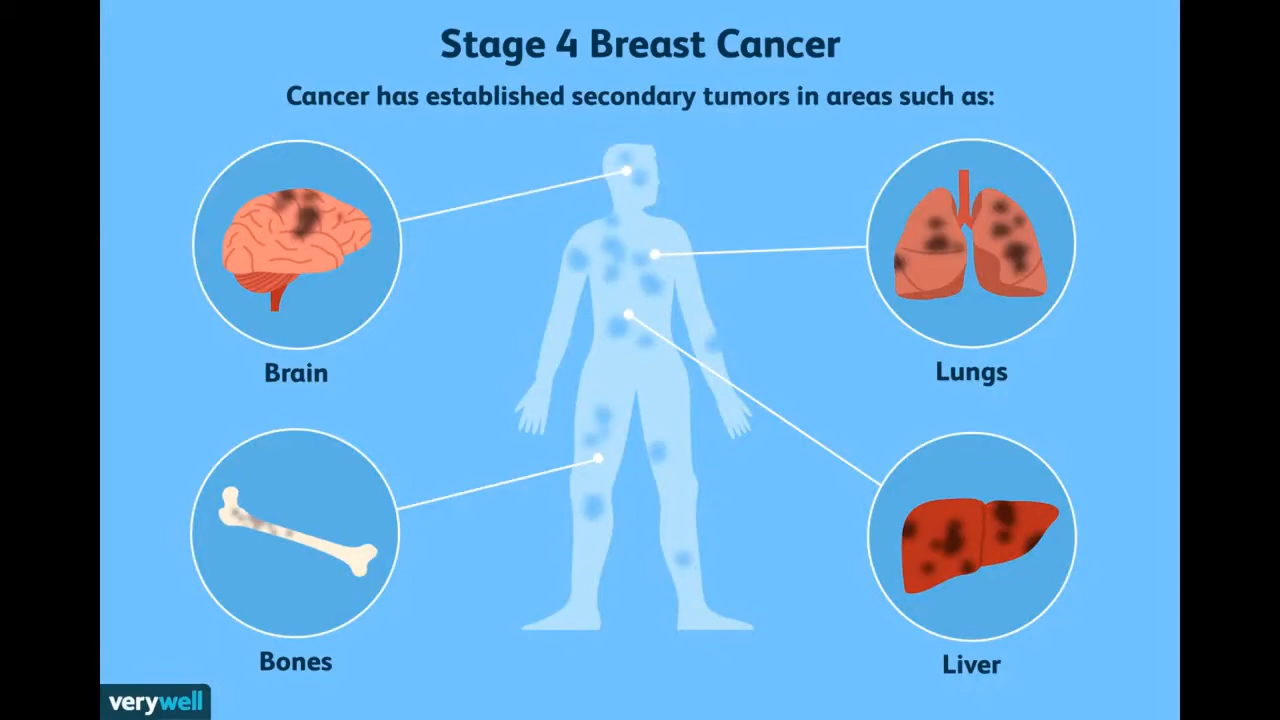 Stage 4 Breast Cancer
Cancer has established secondary tumors in areas such as:
Brain
Lungs
Bones
Liver
verywell